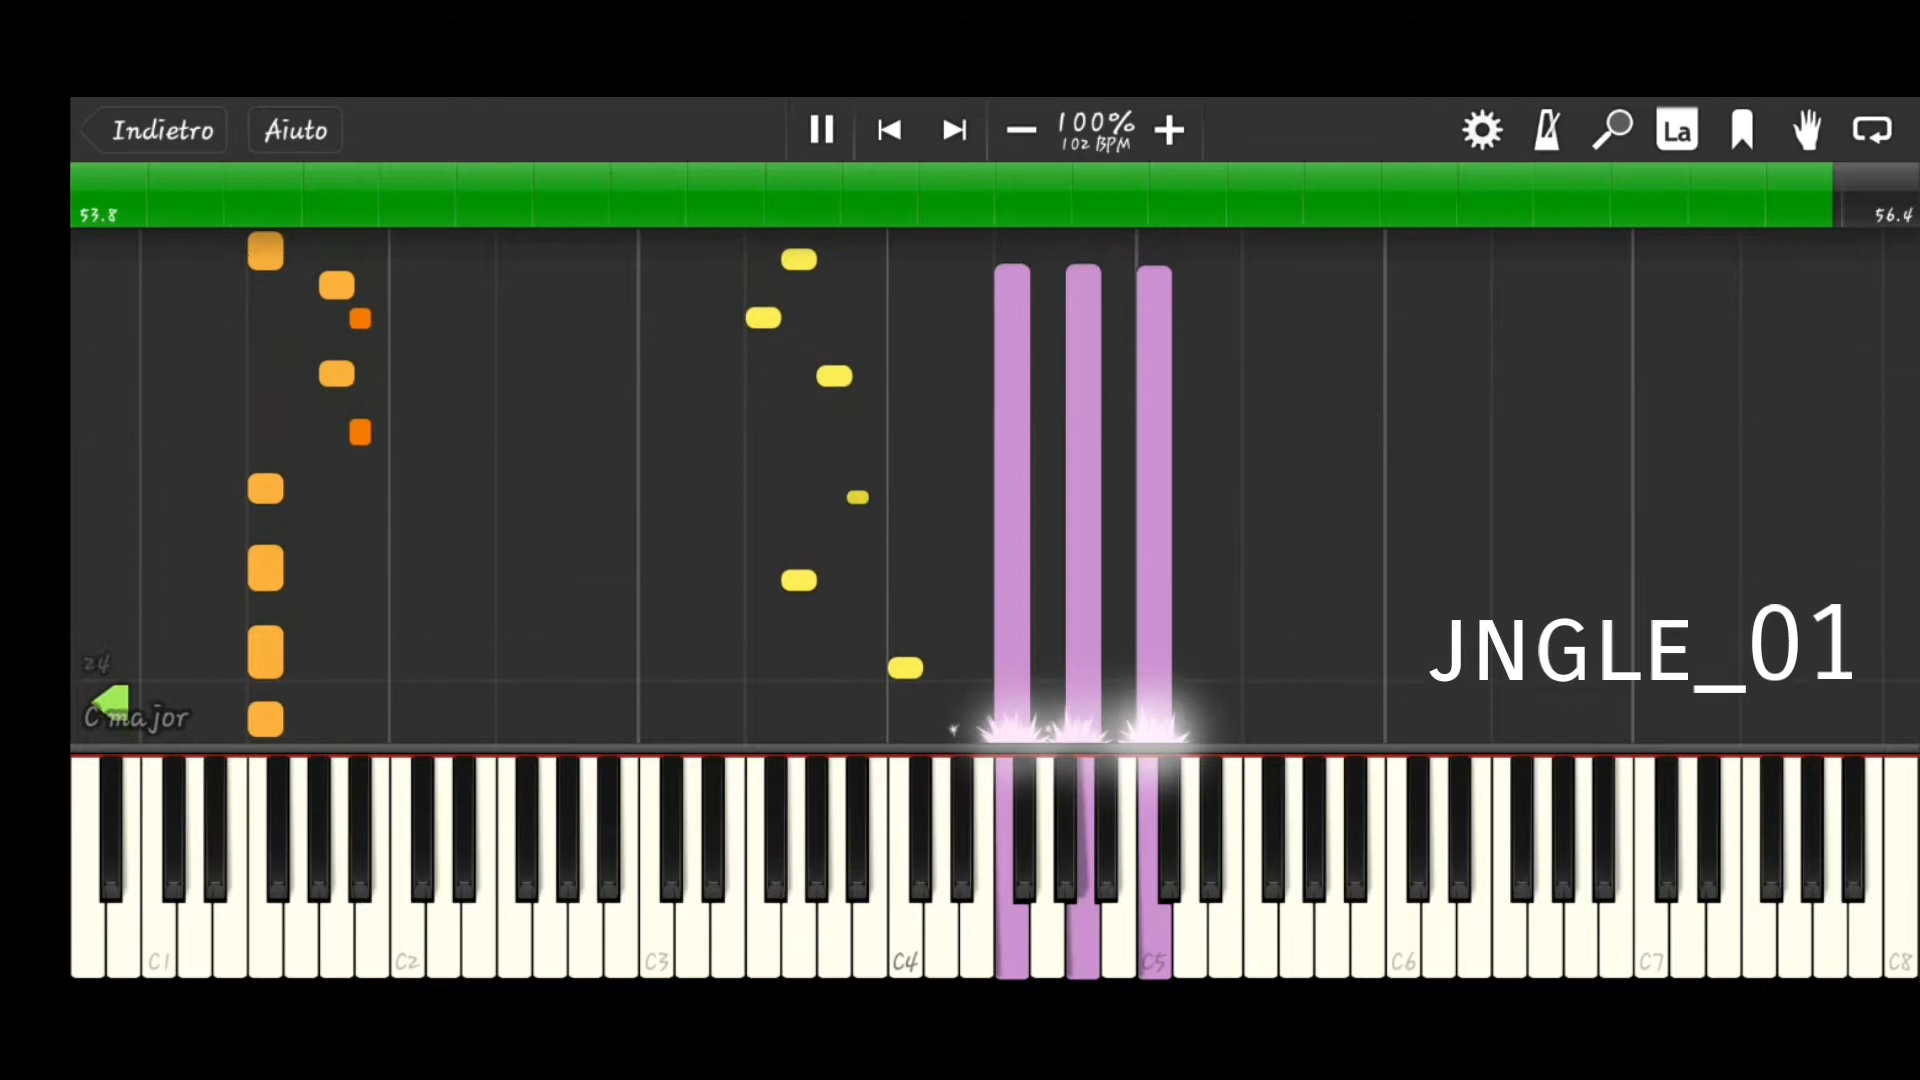 Indietro Aiuto
100%
102 BPM
La
53.8
56.4
JNGLE_01
24
C major
C1 C2 C3 C4 C5 C6 C7 C8